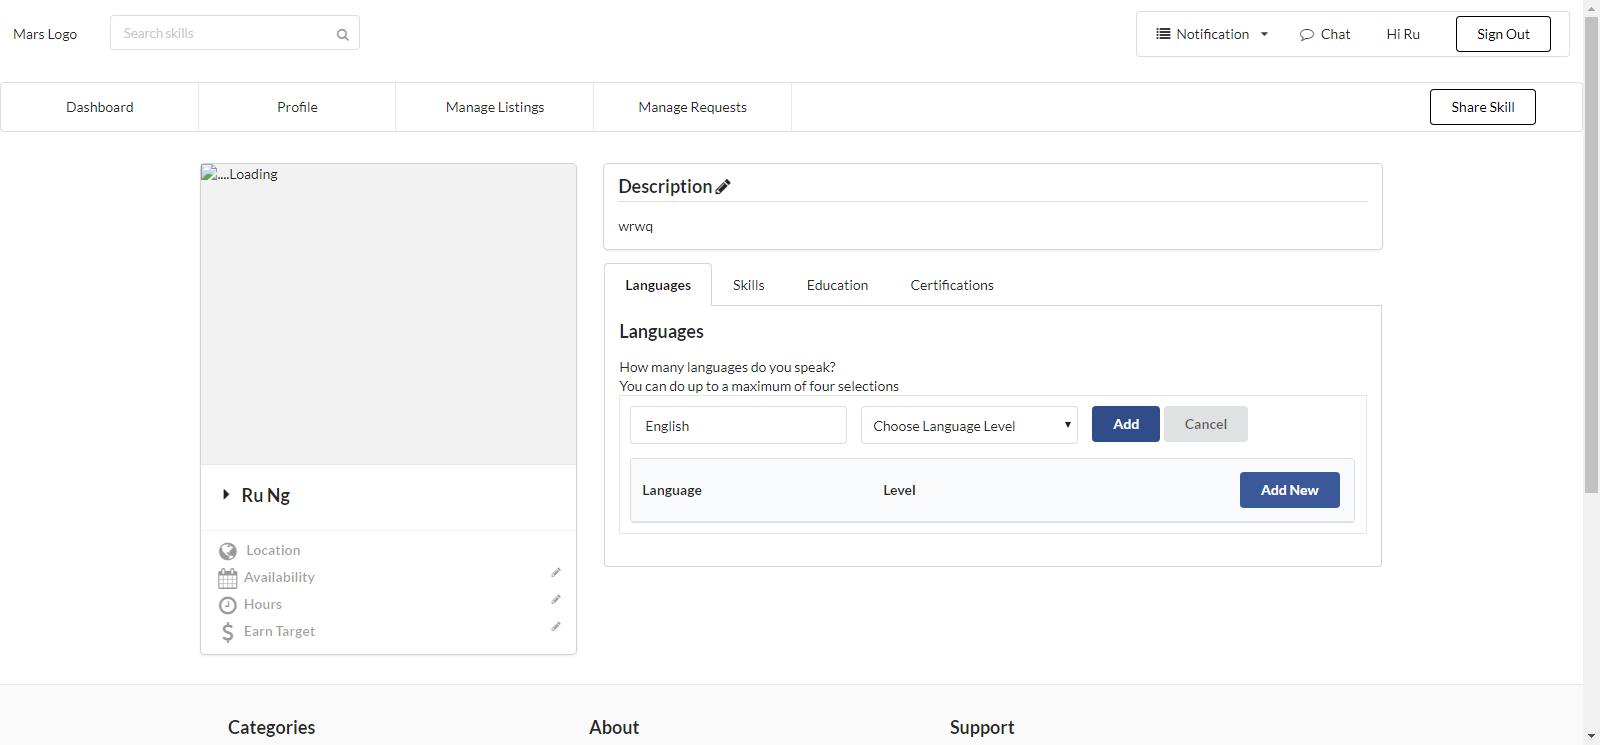 Mars Logo
Search skills
Notification
Chat
Hi Ru
Sign Out
Dashboard
Profile
Manage Listings
Manage Requests
Share Skill
....Loading
Ru Ng
Location
Availability
Hours
Earn Target
Description
wrwq
Languages
Skills
Education
Certifications
Languages
How many languages do you speak?
You can do up to a maximum of four selections
English
Choose Language Level
Add
Cancel
Language
Level
Add New
Categories
About
Support